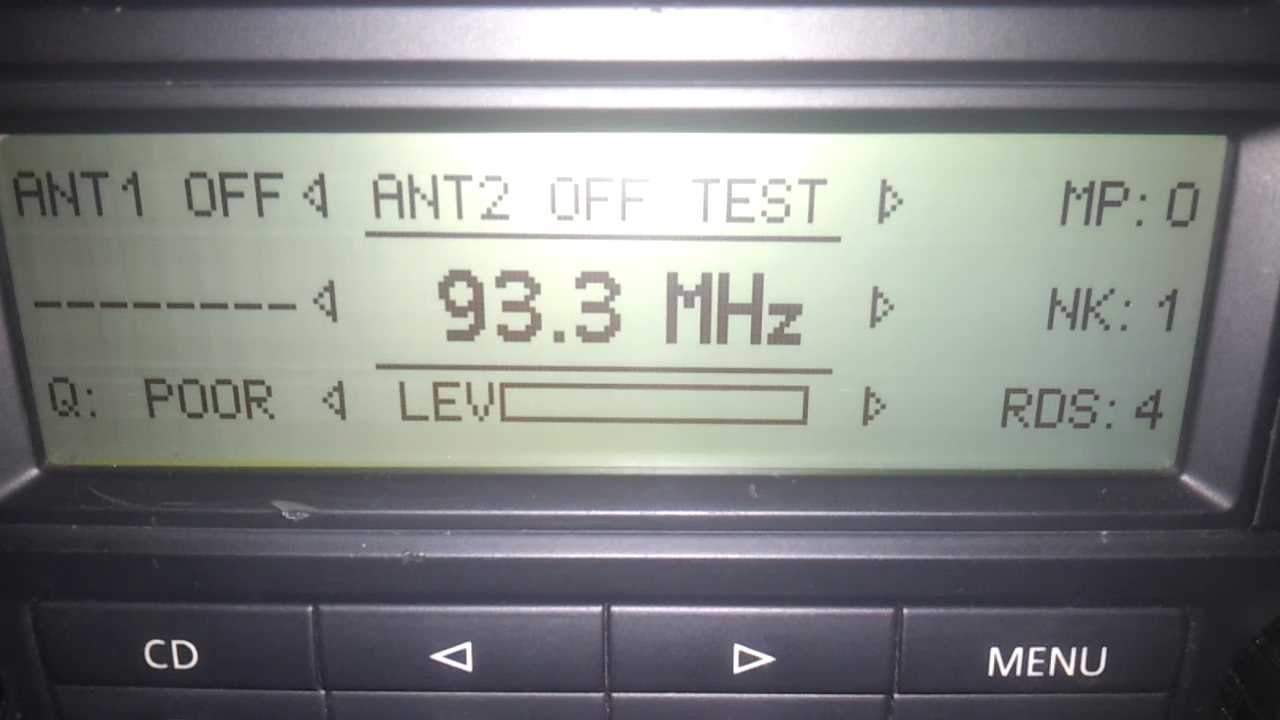 ANT1 OFF ANT2 OFF TEST MP: 0
-------- 93.3 MHz NK: 1
Q: POOR LEV RDS: 4
CD MENU